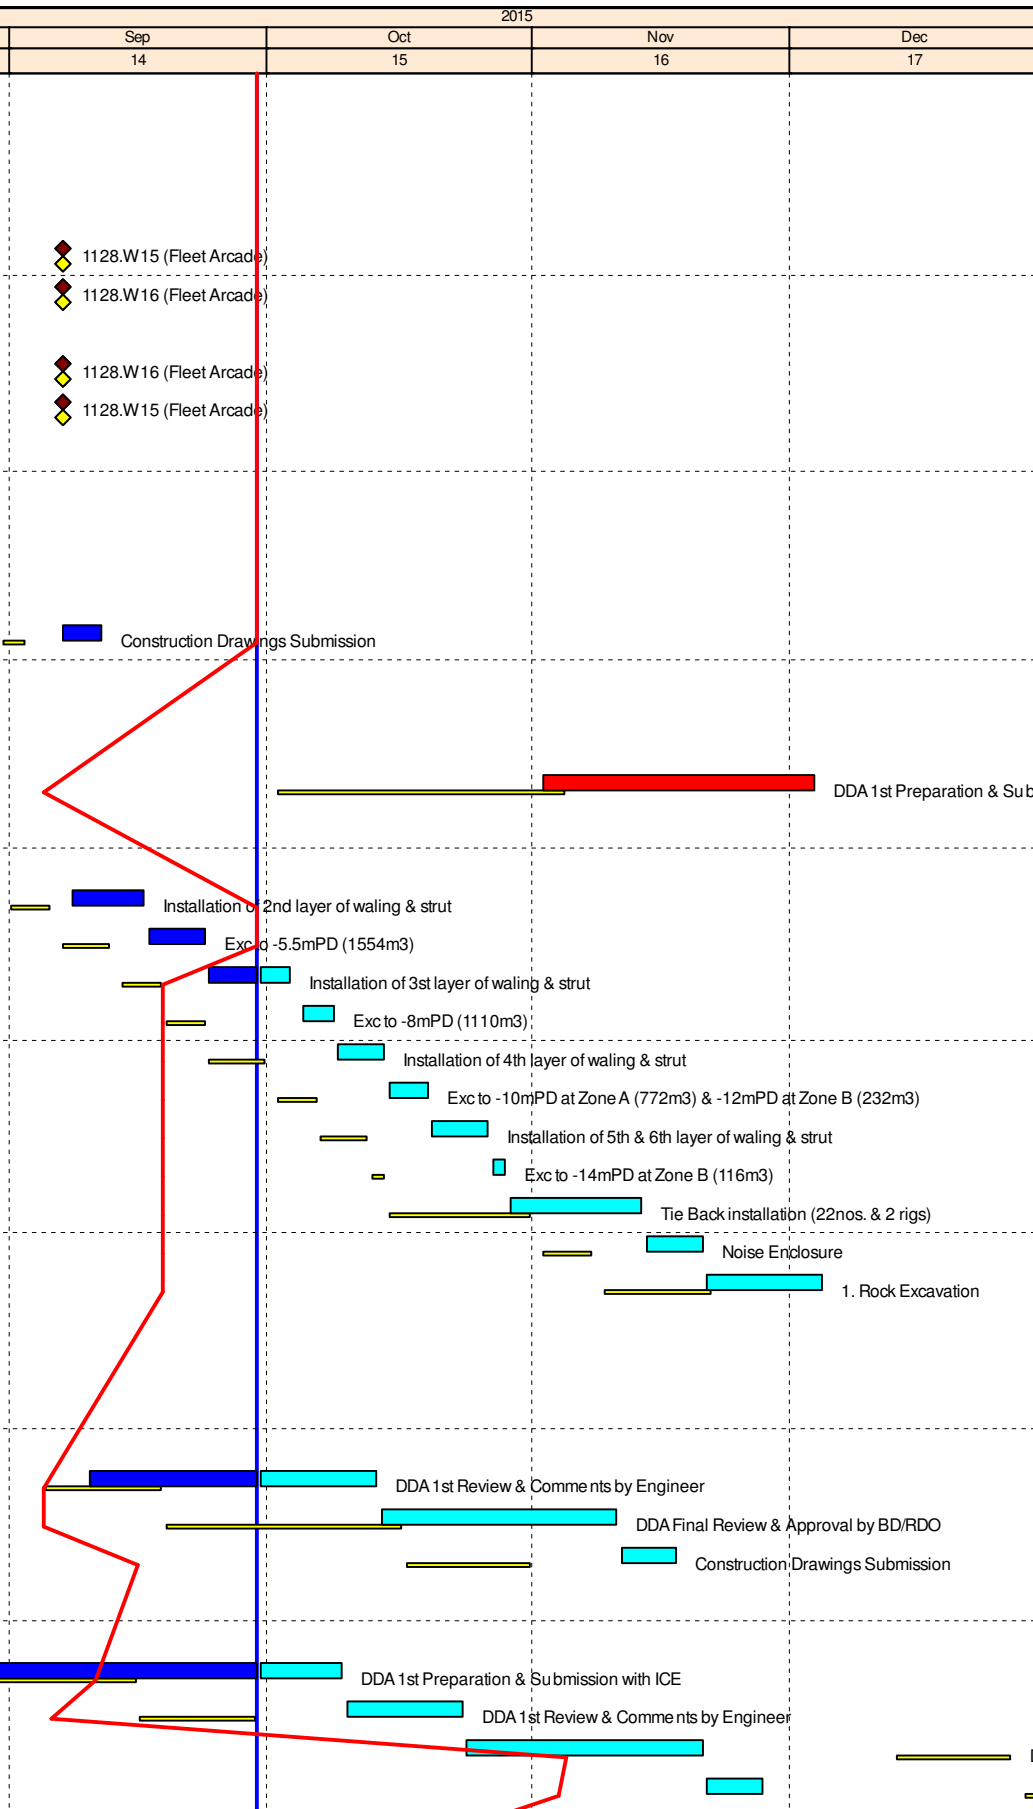 2015
Sep Oct Nov Dec
14 15 16 17
1128.W15 (Fleet Arcade)
1128.W16 (Fleet Arcade)
1128.W16 (Fleet Arcade)
1128.W15 (Fleet Arcade)
Construction Drawings Submission
DDA 1st Preparation & Sub
Installation of 2nd layer of waling & strut
Exc to -5.5mPD (1554m3)
Installation of 3st layer of waling & strut
Exc to -8mPD (1110m3)
Installation of 4th layer of waling & strut
Exc to -10mPD at Zone A (772m3) & -12mPD at Zone B (232m3)
Installation of 5th & 6th layer of waling & strut
Exc to -14mPD at Zone B (116m3)
Tie Back installation (22nos. & 2 rigs)
Noise Enclosure
1. Rock Excavation
DDA 1st Review & Comments by Engineer
DDA Final Review & Approval by BD/RDO
Construction Drawings Submission
DDA 1st Preparation & Submission with ICE
DDA 1st Review & Comments by Engineer